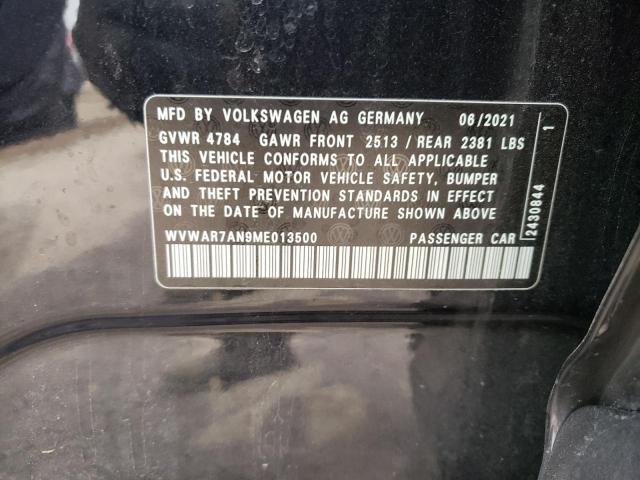 MFD BY VOLKSWAGEN AG GERMANY 06/2021
GVWR 4784 GAWR FRONT 2513 / REAR 2381 LBS
THIS VEHICLE CONFORMS TO ALL APPLICABLE
U.S. FEDERAL MOTOR VEHICLE SAFETY, BUMPER
AND THEFT PREVENTION STANDARDS IN EFFECT
ON THE DATE OF MANUFACTURE SHOWN ABOVE
WVWAR7AN9ME013500 PASSENGER CAR
2430844 1